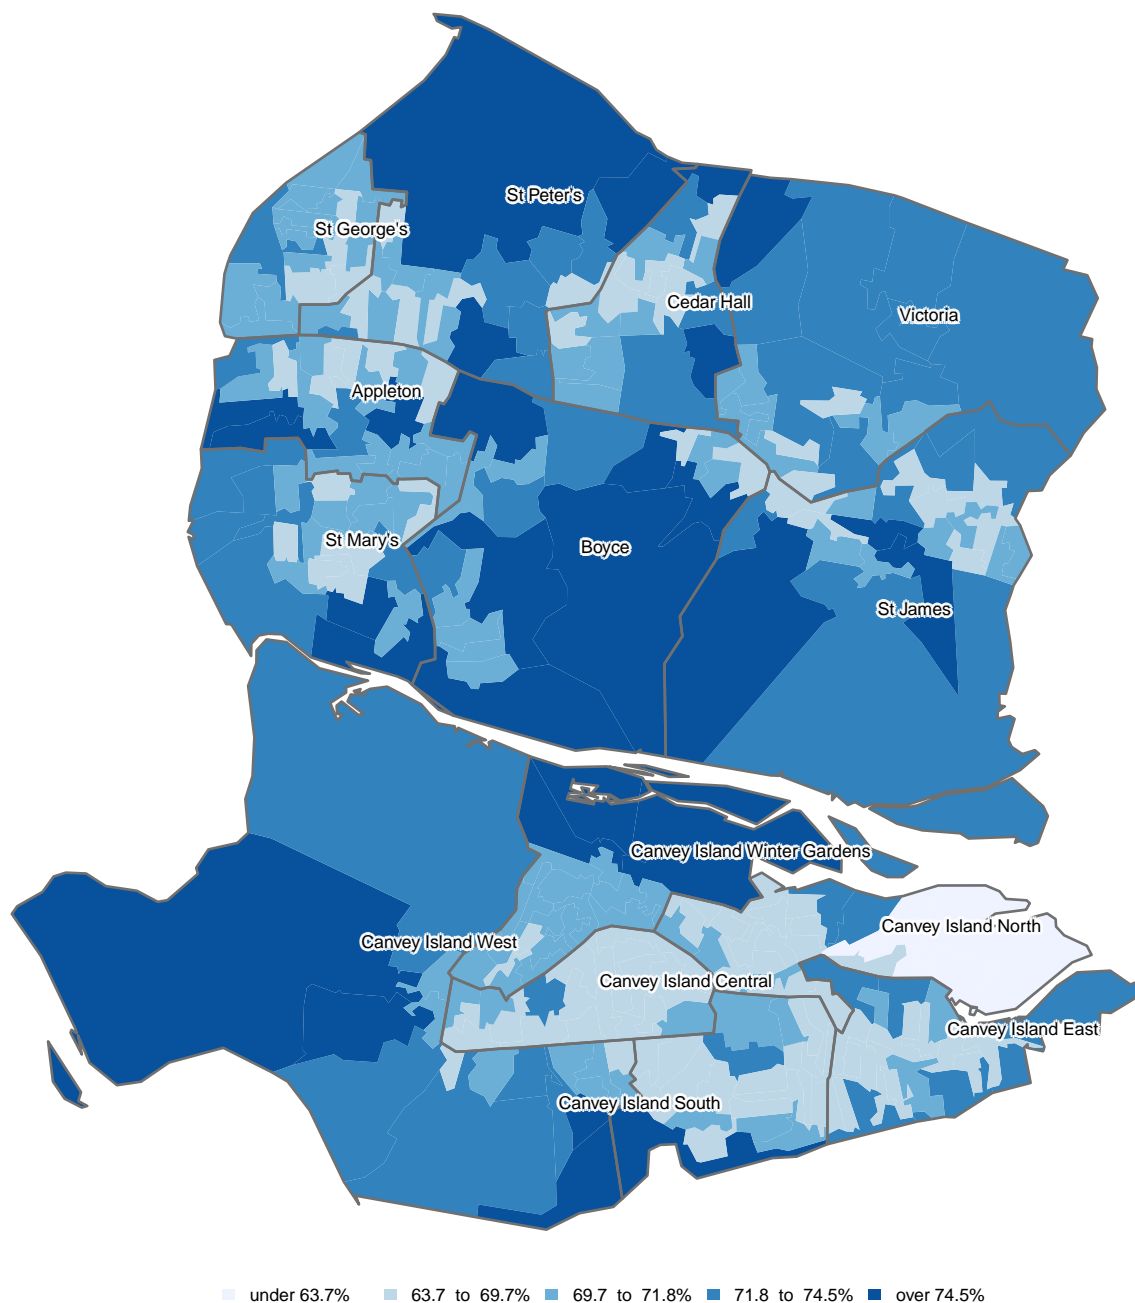 St Peter's
St George's
Cedar Hall
Victoria
Appleton
St Mary's
Boyce
St James
Canvey Island Winter Gardens
Canvey Island North
Canvey Island West
Canvey Island Central
Canvey Island East
Canvey Island South
under 63.7% 63.7 to 69.7% 69.7 to 71.8% 71.8 to 74.5% over 74.5%